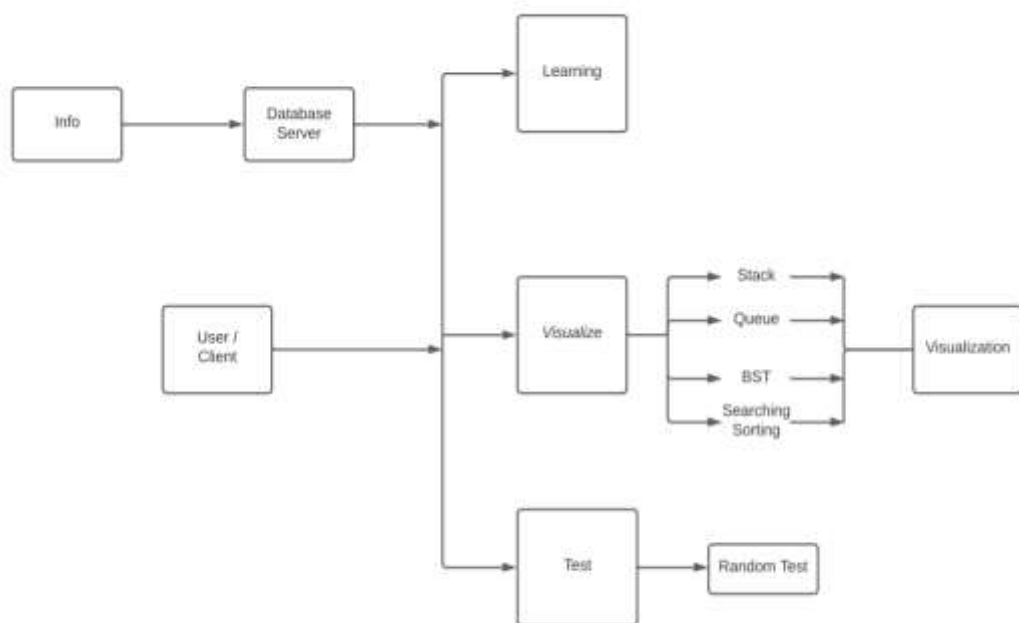 Learning
Info
Database
Server
User /
Client
Visualize
Stack
Queue
BST
Searching
Sorting
Visualization
Test
Random Test